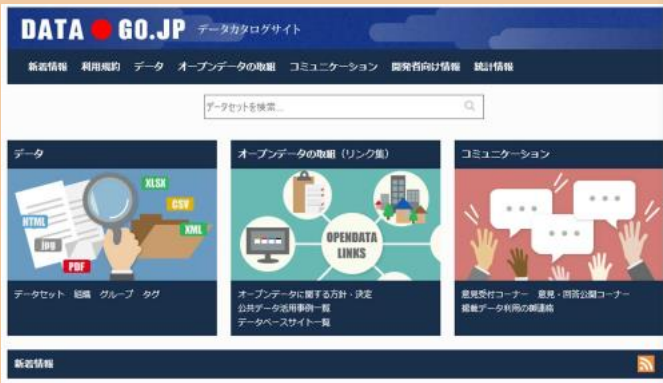 DATA GO.JP データカタログサイト
新着情報 利用規約 データ オープンデータの取組 コミュニケーション 開発者向け情報 統計情報
データセットを検索...
データ
XLSX
CSV
XML
HTML
jpg
PDF
データセット 組織 グループ タグ
オープンデータの取組（リンク集）
OPENDATA
LINKS
オープンデータに関する方針・決定
公共データ活用事例一覧
データベースサイト一覧
コミュニケーション
意見受付コーナー 意見・回答公開コーナー
掲載データ利用の御連絡
新着情報